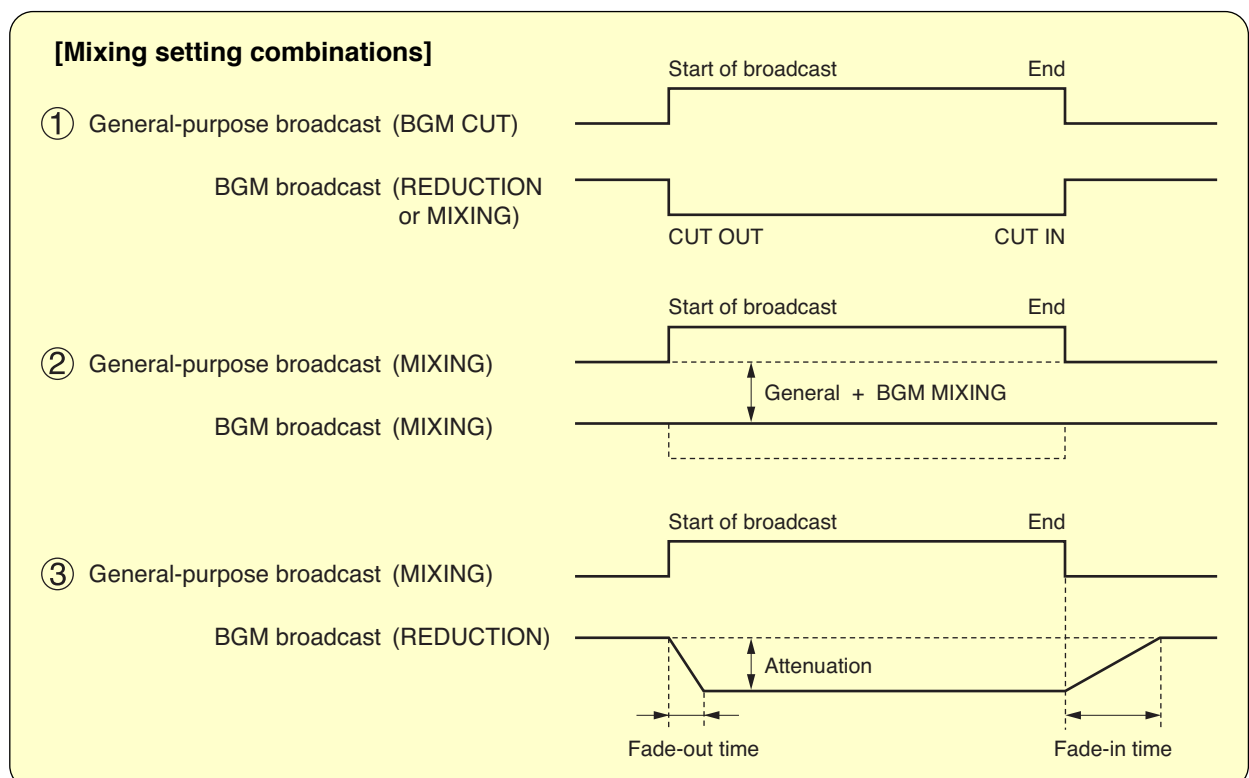 [Mixing setting combinations]
Start of broadcast End
① General-purpose broadcast (BGM CUT)
BGM broadcast (REDUCTION
or MIXING)
CUT OUT CUT IN
Start of broadcast End
② General-purpose broadcast (MIXING)
General + BGM MIXING
BGM broadcast (MIXING)
Start of broadcast End
③ General-purpose broadcast (MIXING)
BGM broadcast (REDUCTION)
Attenuation
Fade-out time Fade-in time